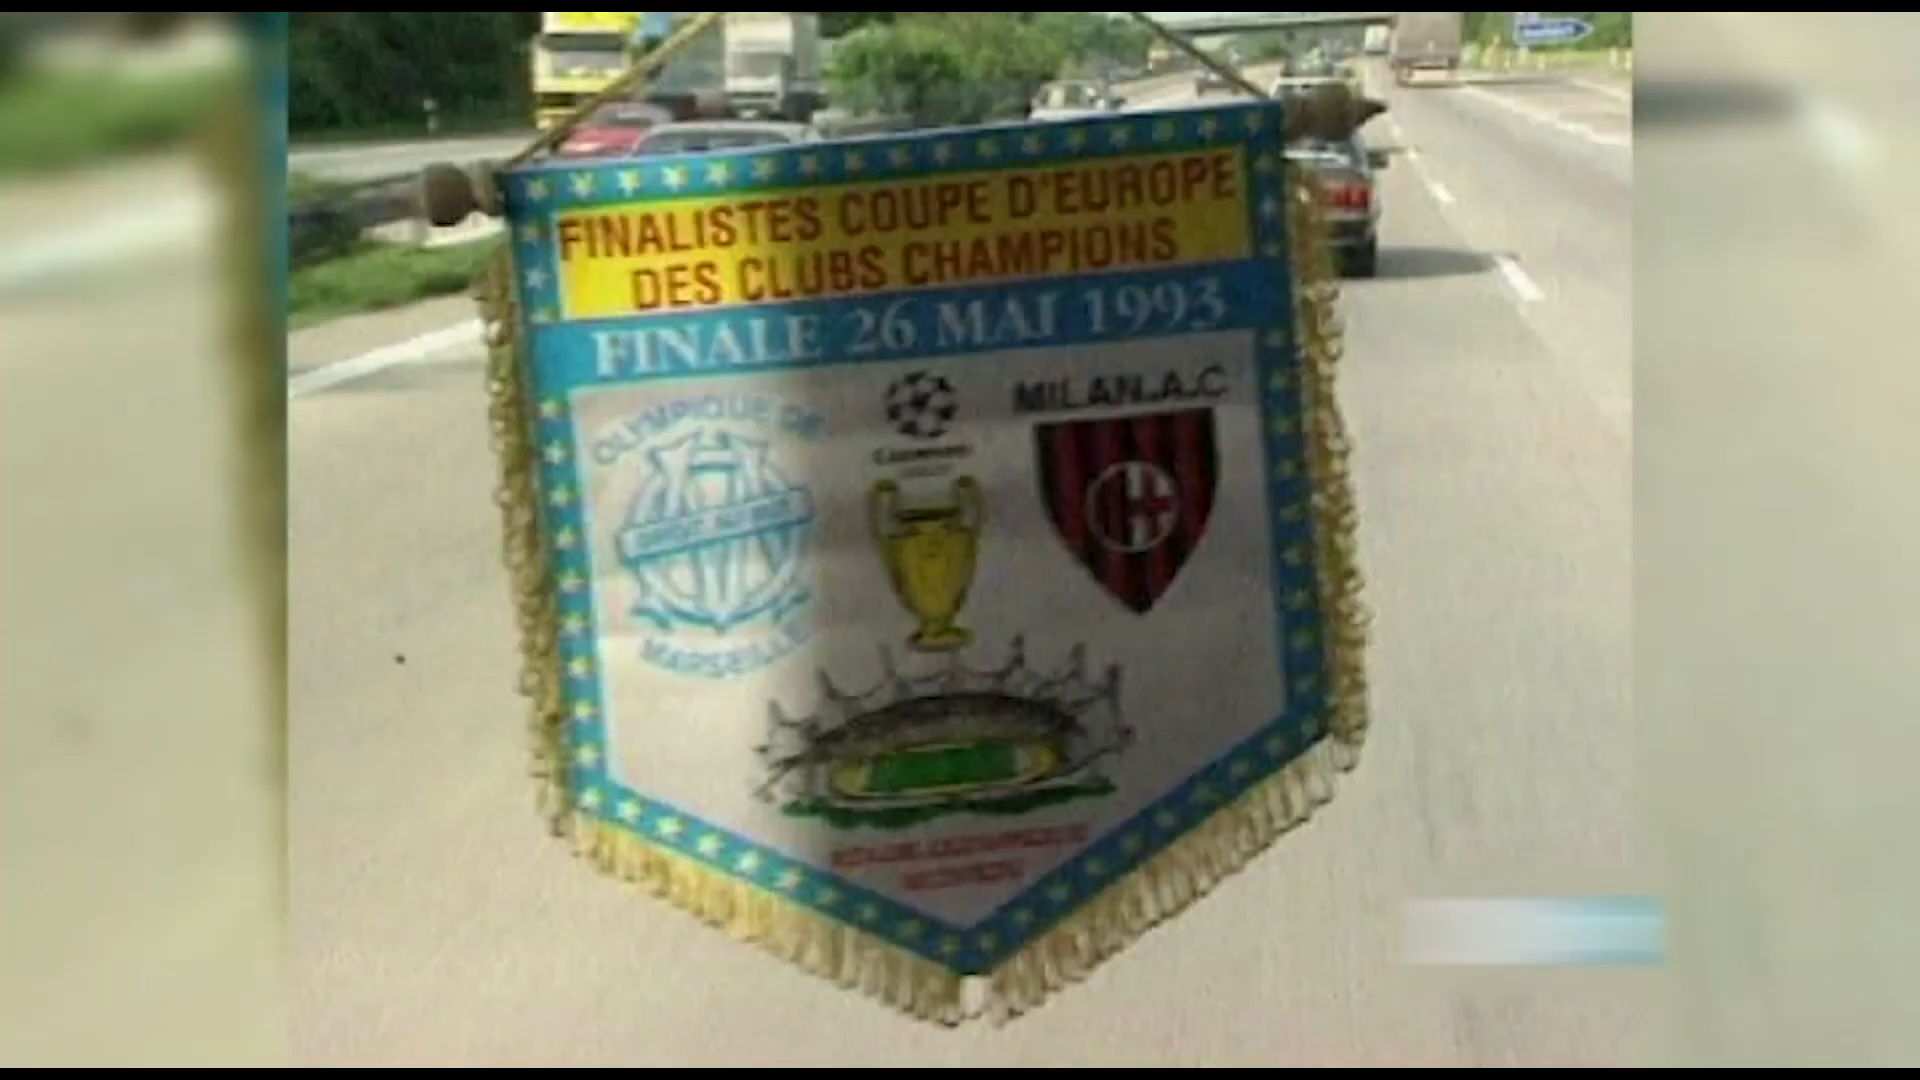 FINALISTES COUPE D'EUROPE
DES CLUBS CHAMPIONS
FINALE 26 MAI 1993
OLYMPIQUE DE
MARSEILLE
MILAN.A.C